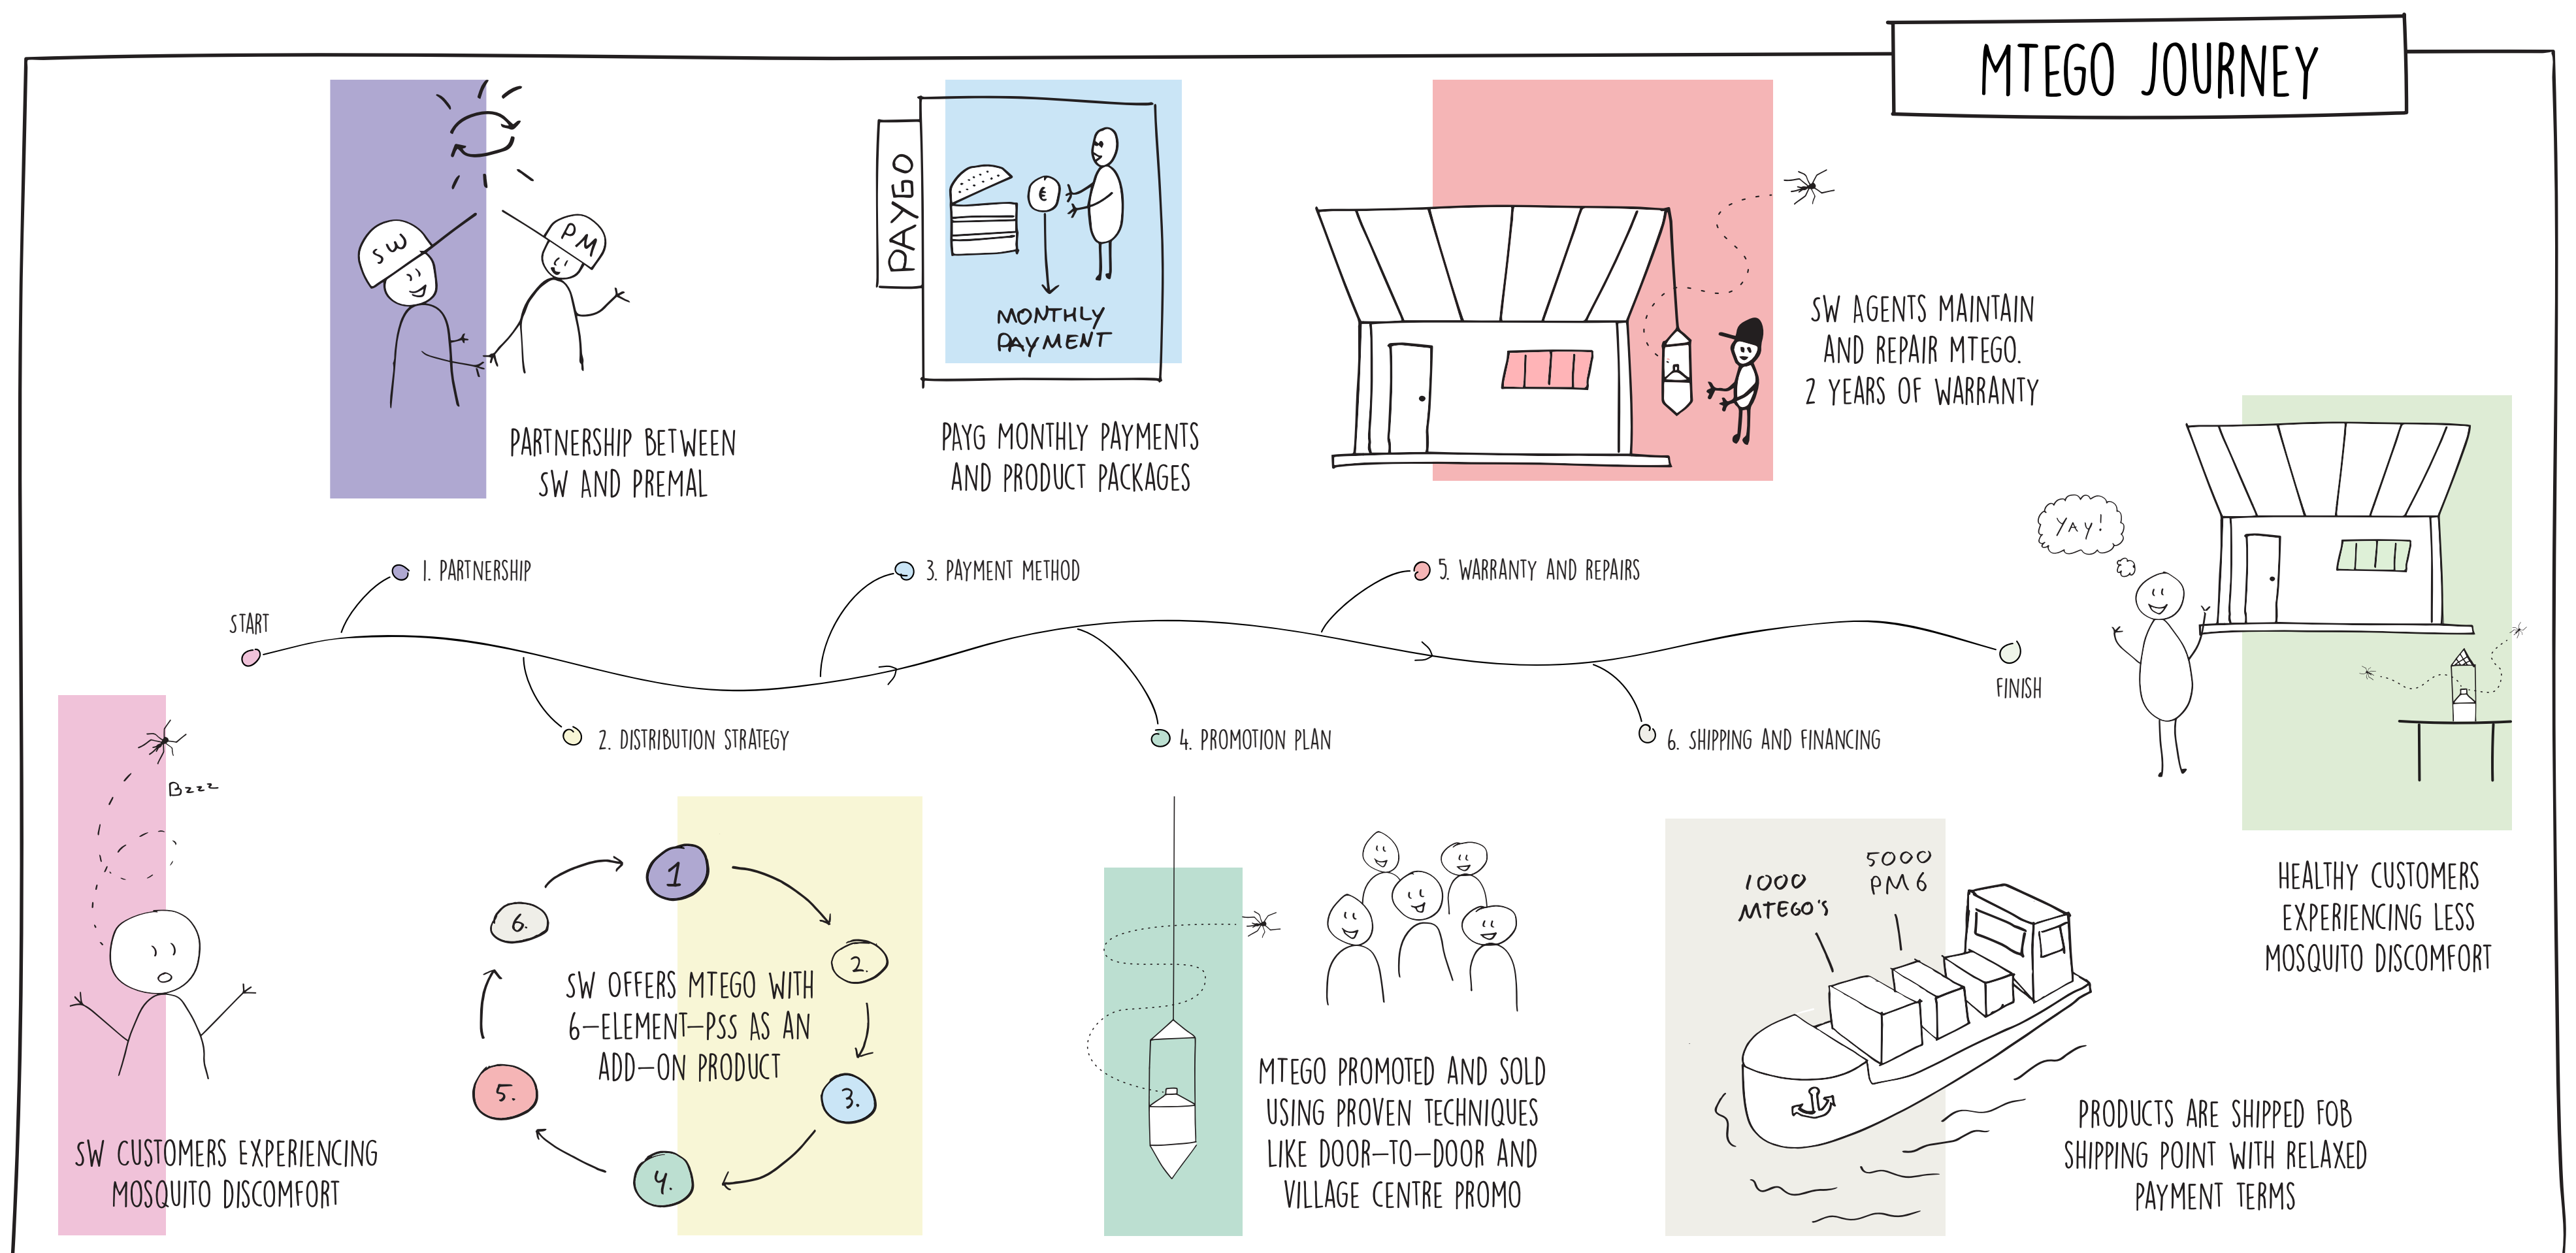 MTEGO JOURNEY
SW
PM
PARTNERSHIP BETWEEN
SW AND PREMAL
PAYGO
€
MONTHLY
PAYMENT
PAYG MONTHLY PAYMENTS
AND PRODUCT PACKAGES
SW AGENTS MAINTAIN
AND REPAIR MTEGO.
2 YEARS OF WARRANTY
YAY!
START
1. PARTNERSHIP
2. DISTRIBUTION STRATEGY
3. PAYMENT METHOD
4. PROMOTION PLAN
5. WARRANTY AND REPAIRS
6. SHIPPING AND FINANCING
FINISH
Bzzz
SW CUSTOMERS EXPERIENCING
MOSQUITO DISCOMFORT
1
2.
3.
4.
5.
6.
SW OFFERS MTEGO WITH
6-ELEMENT-PSS AS AN
ADD-ON PRODUCT
MTEGO PROMOTED AND SOLD
USING PROVEN TECHNIQUES
LIKE DOOR-TO-DOOR AND
VILLAGE CENTRE PROMO
1000
MTEGO'S
5000
PM6
PRODUCTS ARE SHIPPED FOB
SHIPPING POINT WITH RELAXED
PAYMENT TERMS
HEALTHY CUSTOMERS
EXPERIENCING LESS
MOSQUITO DISCOMFORT